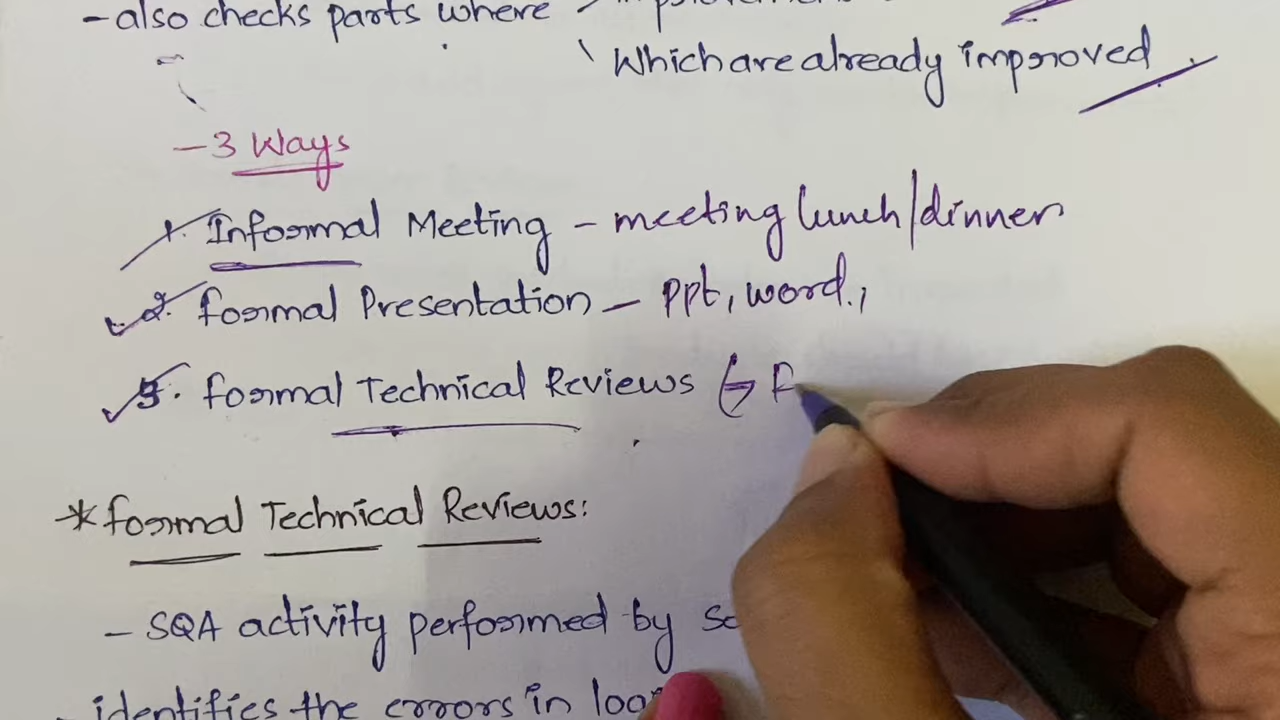 - also checks parts where
Which are already improved
- 3 Ways
1. Informal Meeting - meeting lunch/dinner
2. formal Presentation - ppt, word.,
3. formal Technical Reviews (→ F
* formal Technical Reviews:
- SQA activity performed by so
- identifies the errors in